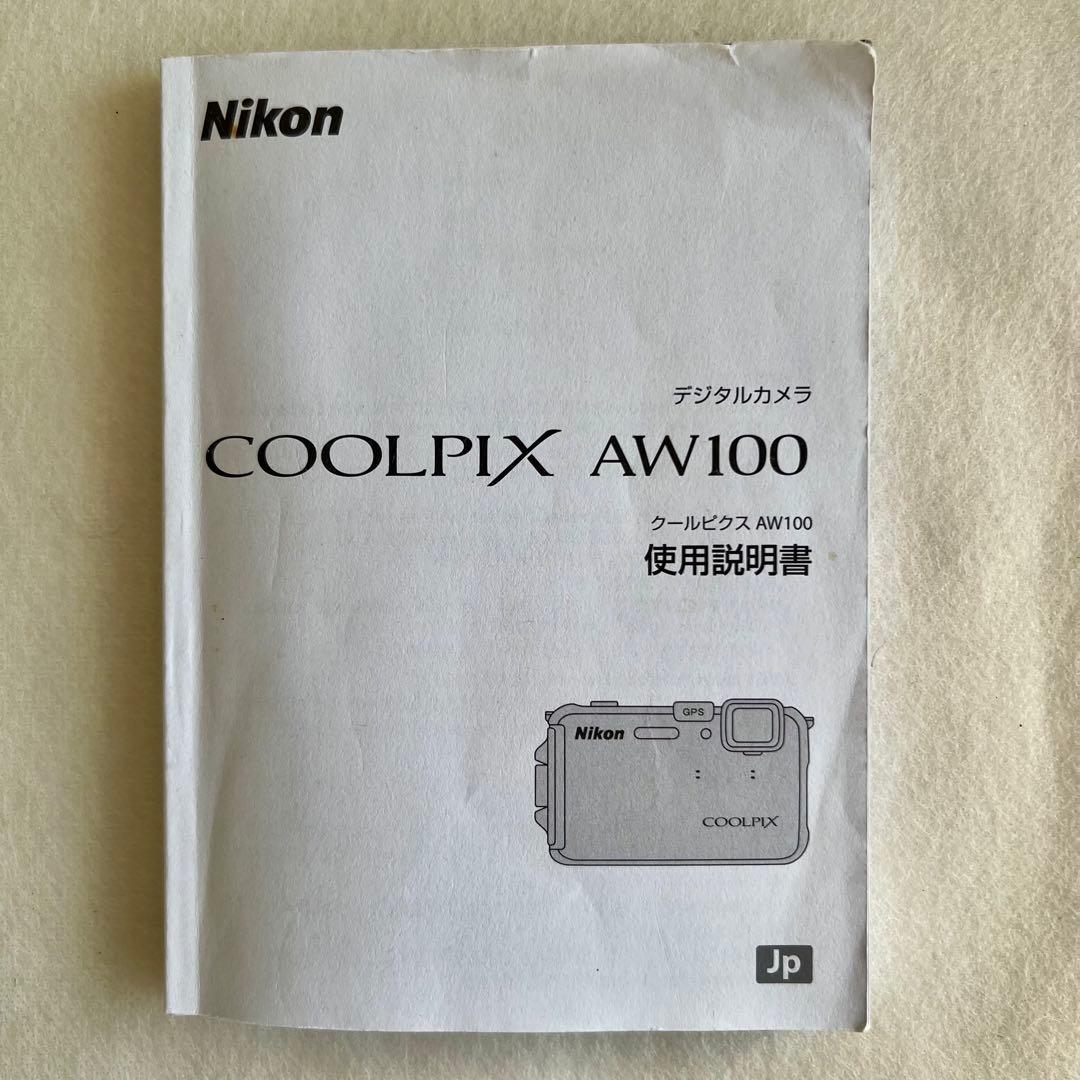 Nikon
デジタルカメラ
COOLPIX AW100
クールピクス AW100
使用説明書
GPS
Nikon
COOLPIX
Jp